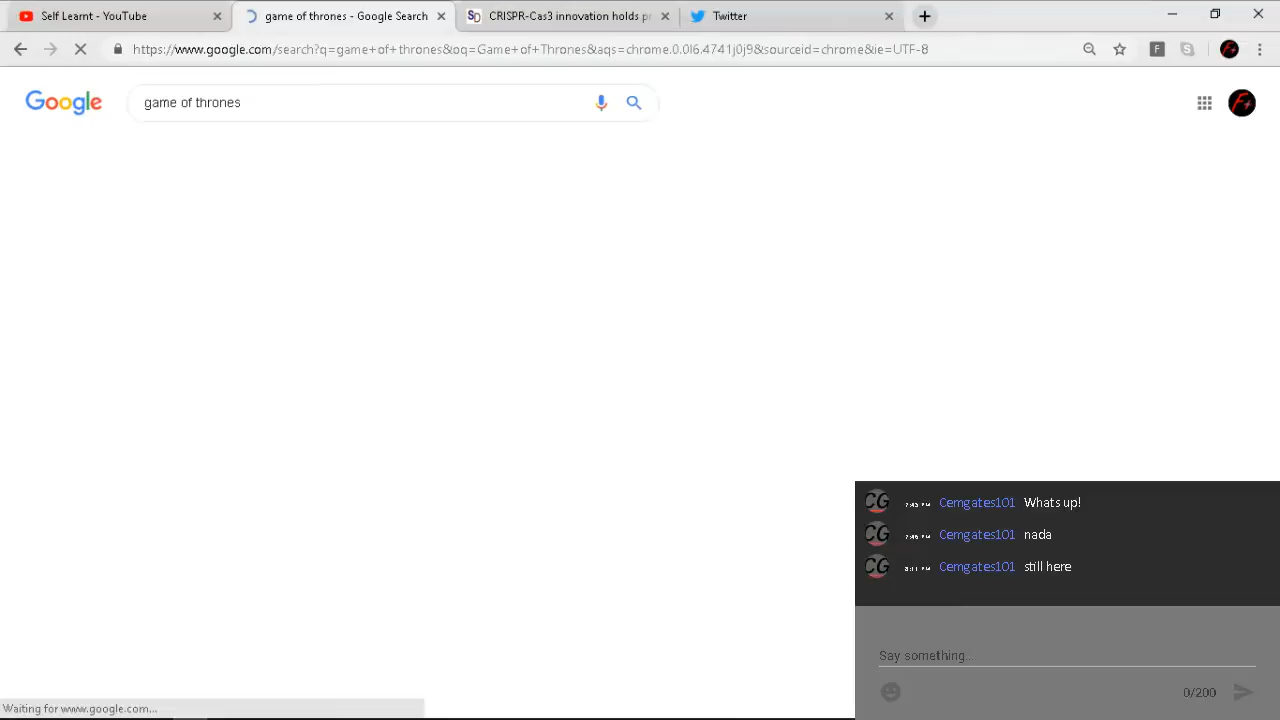 Self Learnt - YouTube
game of thrones - Google Search
CRISPR-Cas3 innovation holds pr
Twitter
https://www.google.com/search?q=game+of+thrones&oq=Game+of+Thrones&aqs=chrome.0.0l6.4741j0j9&sourceid=chrome&ie=UTF-8
Google
game of thrones
Cemgates101 Whats up!
Cemgates101 nada
Cemgates101 still here
Say something...
0/200
Waiting for www.google.com...